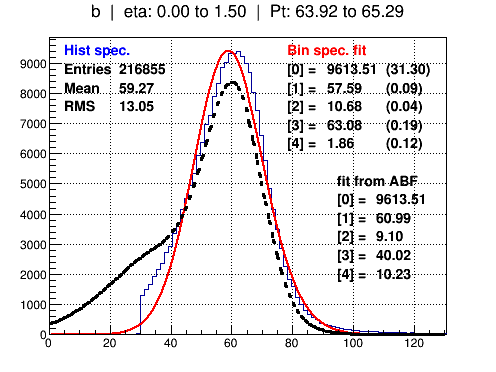 b | eta: 0.00 to 1.50 | Pt: 63.92 to 65.29
Hist spec.
Entries 216855
Mean 59.27
RMS 13.05
Bin spec. fit
[0] = 9613.51 (31.30)
[1] = 57.59 (0.09)
[2] = 10.68 (0.04)
[3] = 63.08 (0.19)
[4] = 1.86 (0.12)
fit from ABF
[0] = 9613.51
[1] = 60.99
[2] = 9.10
[3] = 40.02
[4] = 10.23
9000
8000
7000
6000
5000
4000
3000
2000
1000
0
0 20 40 60 80 100 120